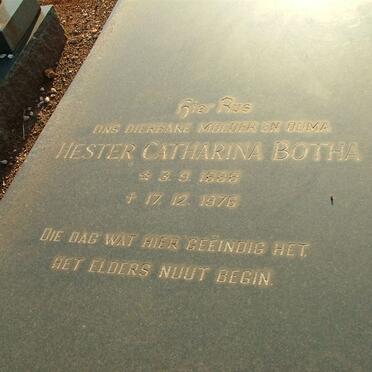 Hier Rus
ONS DIERBARE MOEDER EN OUMA
HESTER CATHARINA BOTHA
✩ 3. 9. 1888
✝ 17. 12. 1976
DIE DAG WAT HIER GEËINDIG HET,
HET ELDERS NUUT BEGIN.